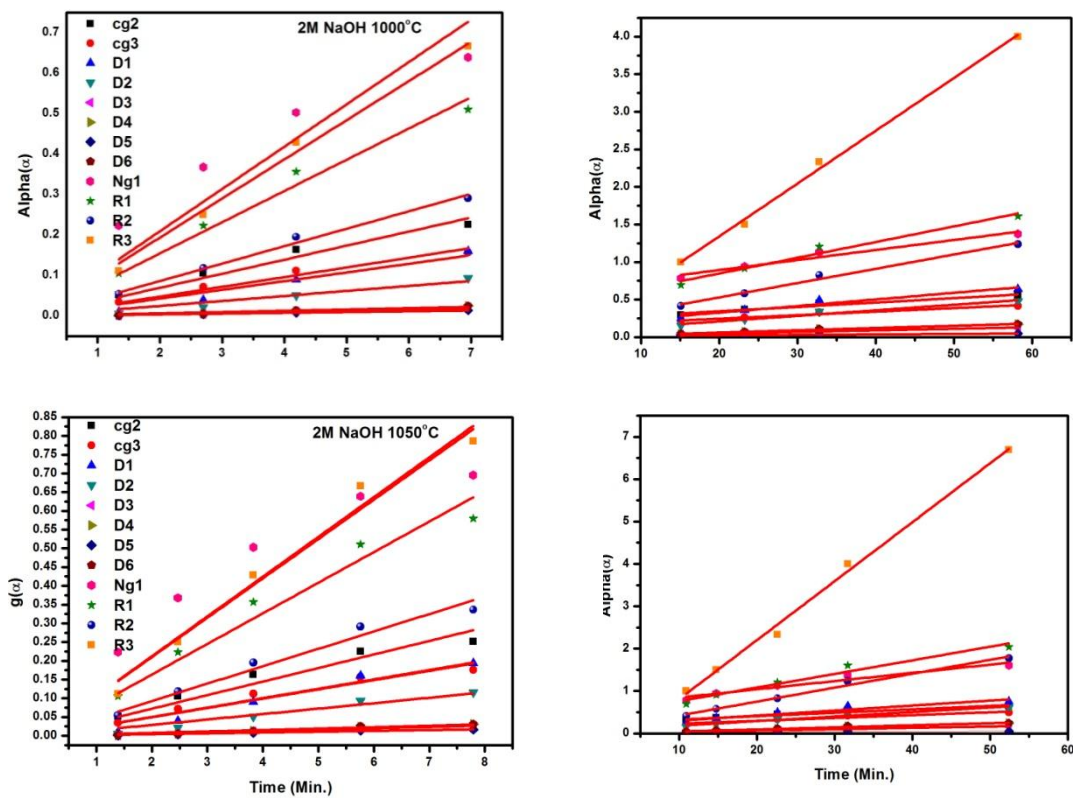 2M NaOH 1000°C
Alpha(α)
0.7
0.6
0.5
0.4
0.3
0.2
0.1
0.0
cg2
cg3
D1
D2
D3
D4
D5
D6
Ng1
R1
R2
R3
1 2 3 4 5 6 7
Alpha(α)
4.0
3.5
3.0
2.5
2.0
1.5
1.0
0.5
0.0
10 20 30 40 50 60
2M NaOH 1050°C
g(α)
0.85
0.80
0.75
0.70
0.65
0.60
0.55
0.50
0.45
0.40
0.35
0.30
0.25
0.20
0.15
0.10
0.05
0.00
cg2
cg3
D1
D2
D3
D4
D5
D6
Ng1
R1
R2
R3
1 2 3 4 5 6 7 8
Time (Min.)
Alpha(α)
7
6
5
4
3
2
1
0
10 20 30 40 50 60
Time (Min.)